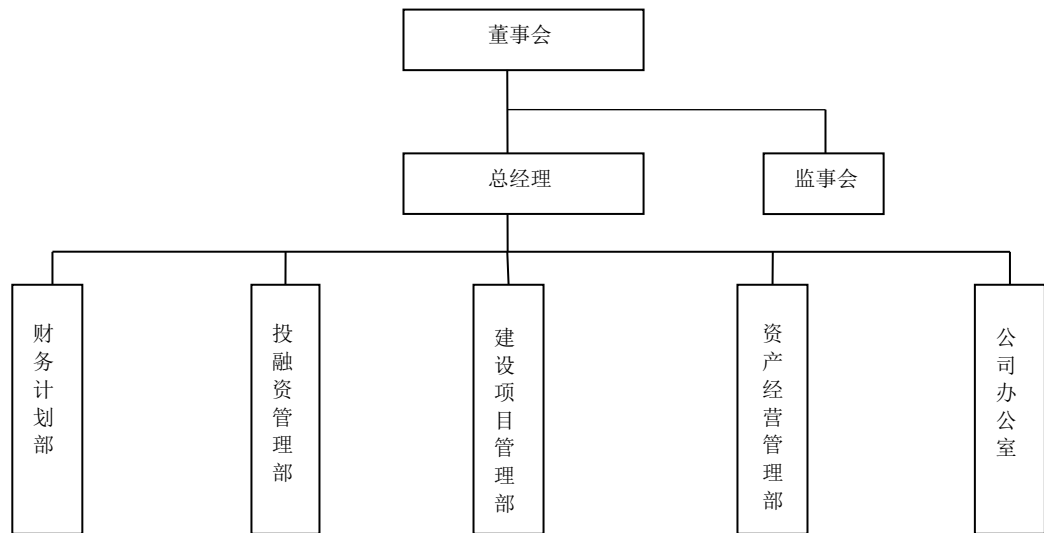 董事会
总经理
监事会
财务计划部
投融资管理部
建设项目管理部
资产经营管理部
公司办公室